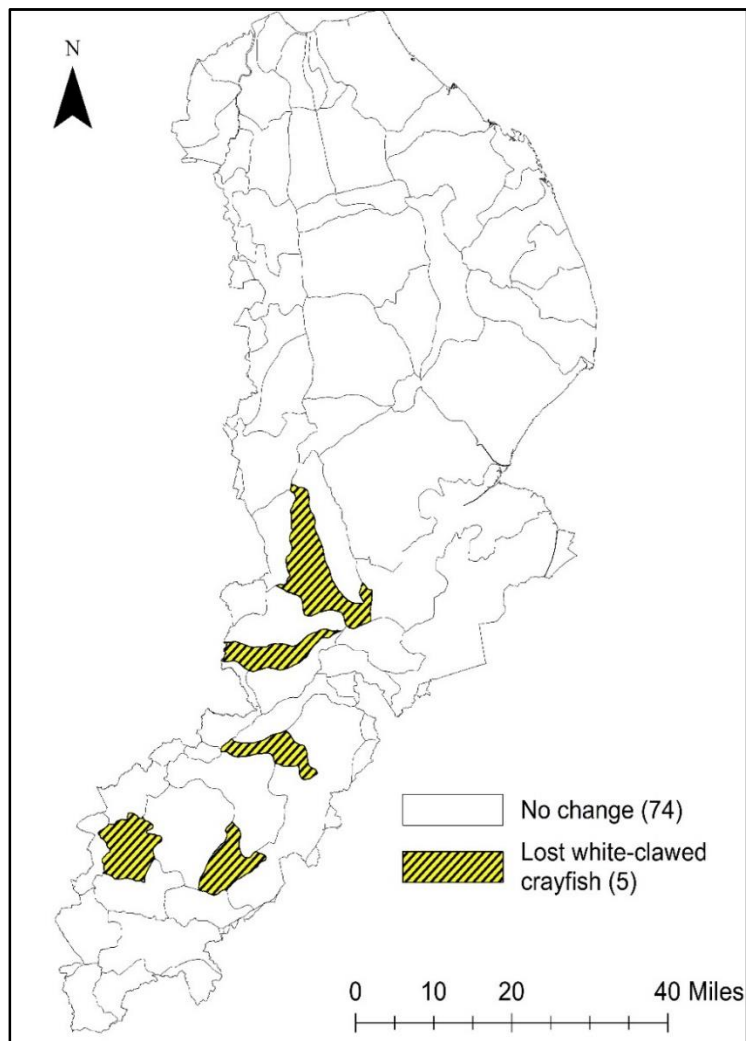 N
No change (74)
Lost white-clawed
crayfish (5)
0 10 20 40 Miles